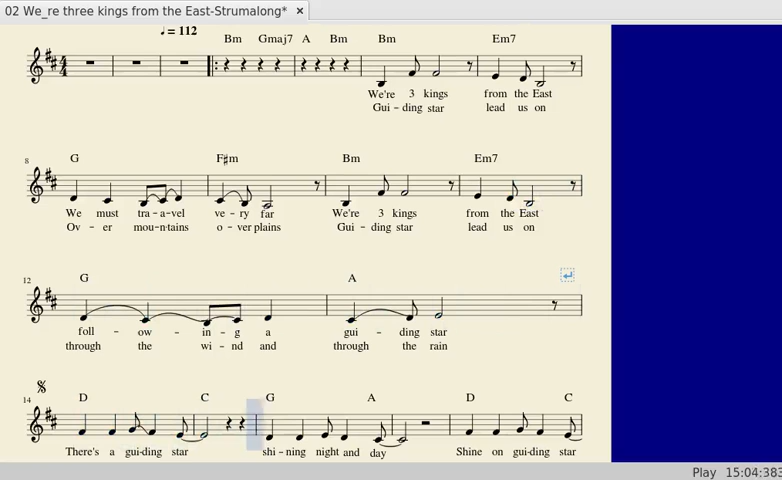 02 We_re three kings from the East-Strumalong* ×
♩ = 112
Bm Gmaj7 A Bm Bm Em7
4
4
We're 3 kings from the East
Gui - ding star lead us on
8
G F#m Bm Em7
We must tra - a - vel ve - ry far We're 3 kings from the East
Ov - er mou - n - tains o - ver plains Gui - ding star lead us on
12
G A
foll - ow - in - g a gui - ding star
through the wi - nd and through the rain
14
D C G A D C
There's a gui - ding star shi - ning night and day Shine on gui - ding star
Play 15:04:383